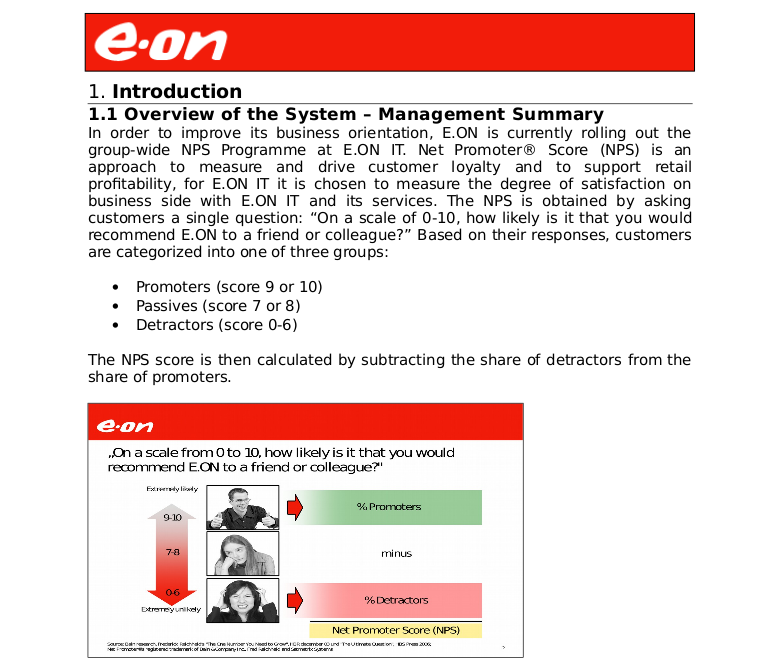 e·on
1. Introduction
1.1 Overview of the System – Management Summary
In order to improve its business orientation, E.ON is currently rolling out the
group-wide NPS Programme at E.ON IT. Net Promoter® Score (NPS) is an
approach to measure and drive customer loyalty and to support retail
profitability, for E.ON IT it is chosen to measure the degree of satisfaction on
business side with E.ON IT and its services. The NPS is obtained by asking
customers a single question: “On a scale of 0-10, how likely is it that you would
recommend E.ON to a friend or colleague?” Based on their responses, customers
are categorized into one of three groups:
• Promoters (score 9 or 10)
• Passives (score 7 or 8)
• Detractors (score 0-6)
The NPS score is then calculated by subtracting the share of detractors from the
share of promoters.
e·on
„On a scale from 0 to 10, how likely is it that you would
recommend E.ON to a friend or colleague?"
Extremely likely
9-10
% Promoters
7-8
minus
0-6
% Detractors
Extremely unlikely
Net Promoter Score (NPS)
Source: Bain research, Frederick Reichheld's "The One Number You Need to Grow", HBR december 03 und "The Ultimate Question", HBS Press 2006;
Net Promoter® is registered trademark of Bain & Company Inc., Fred Reichheld and Satmetrix Systems